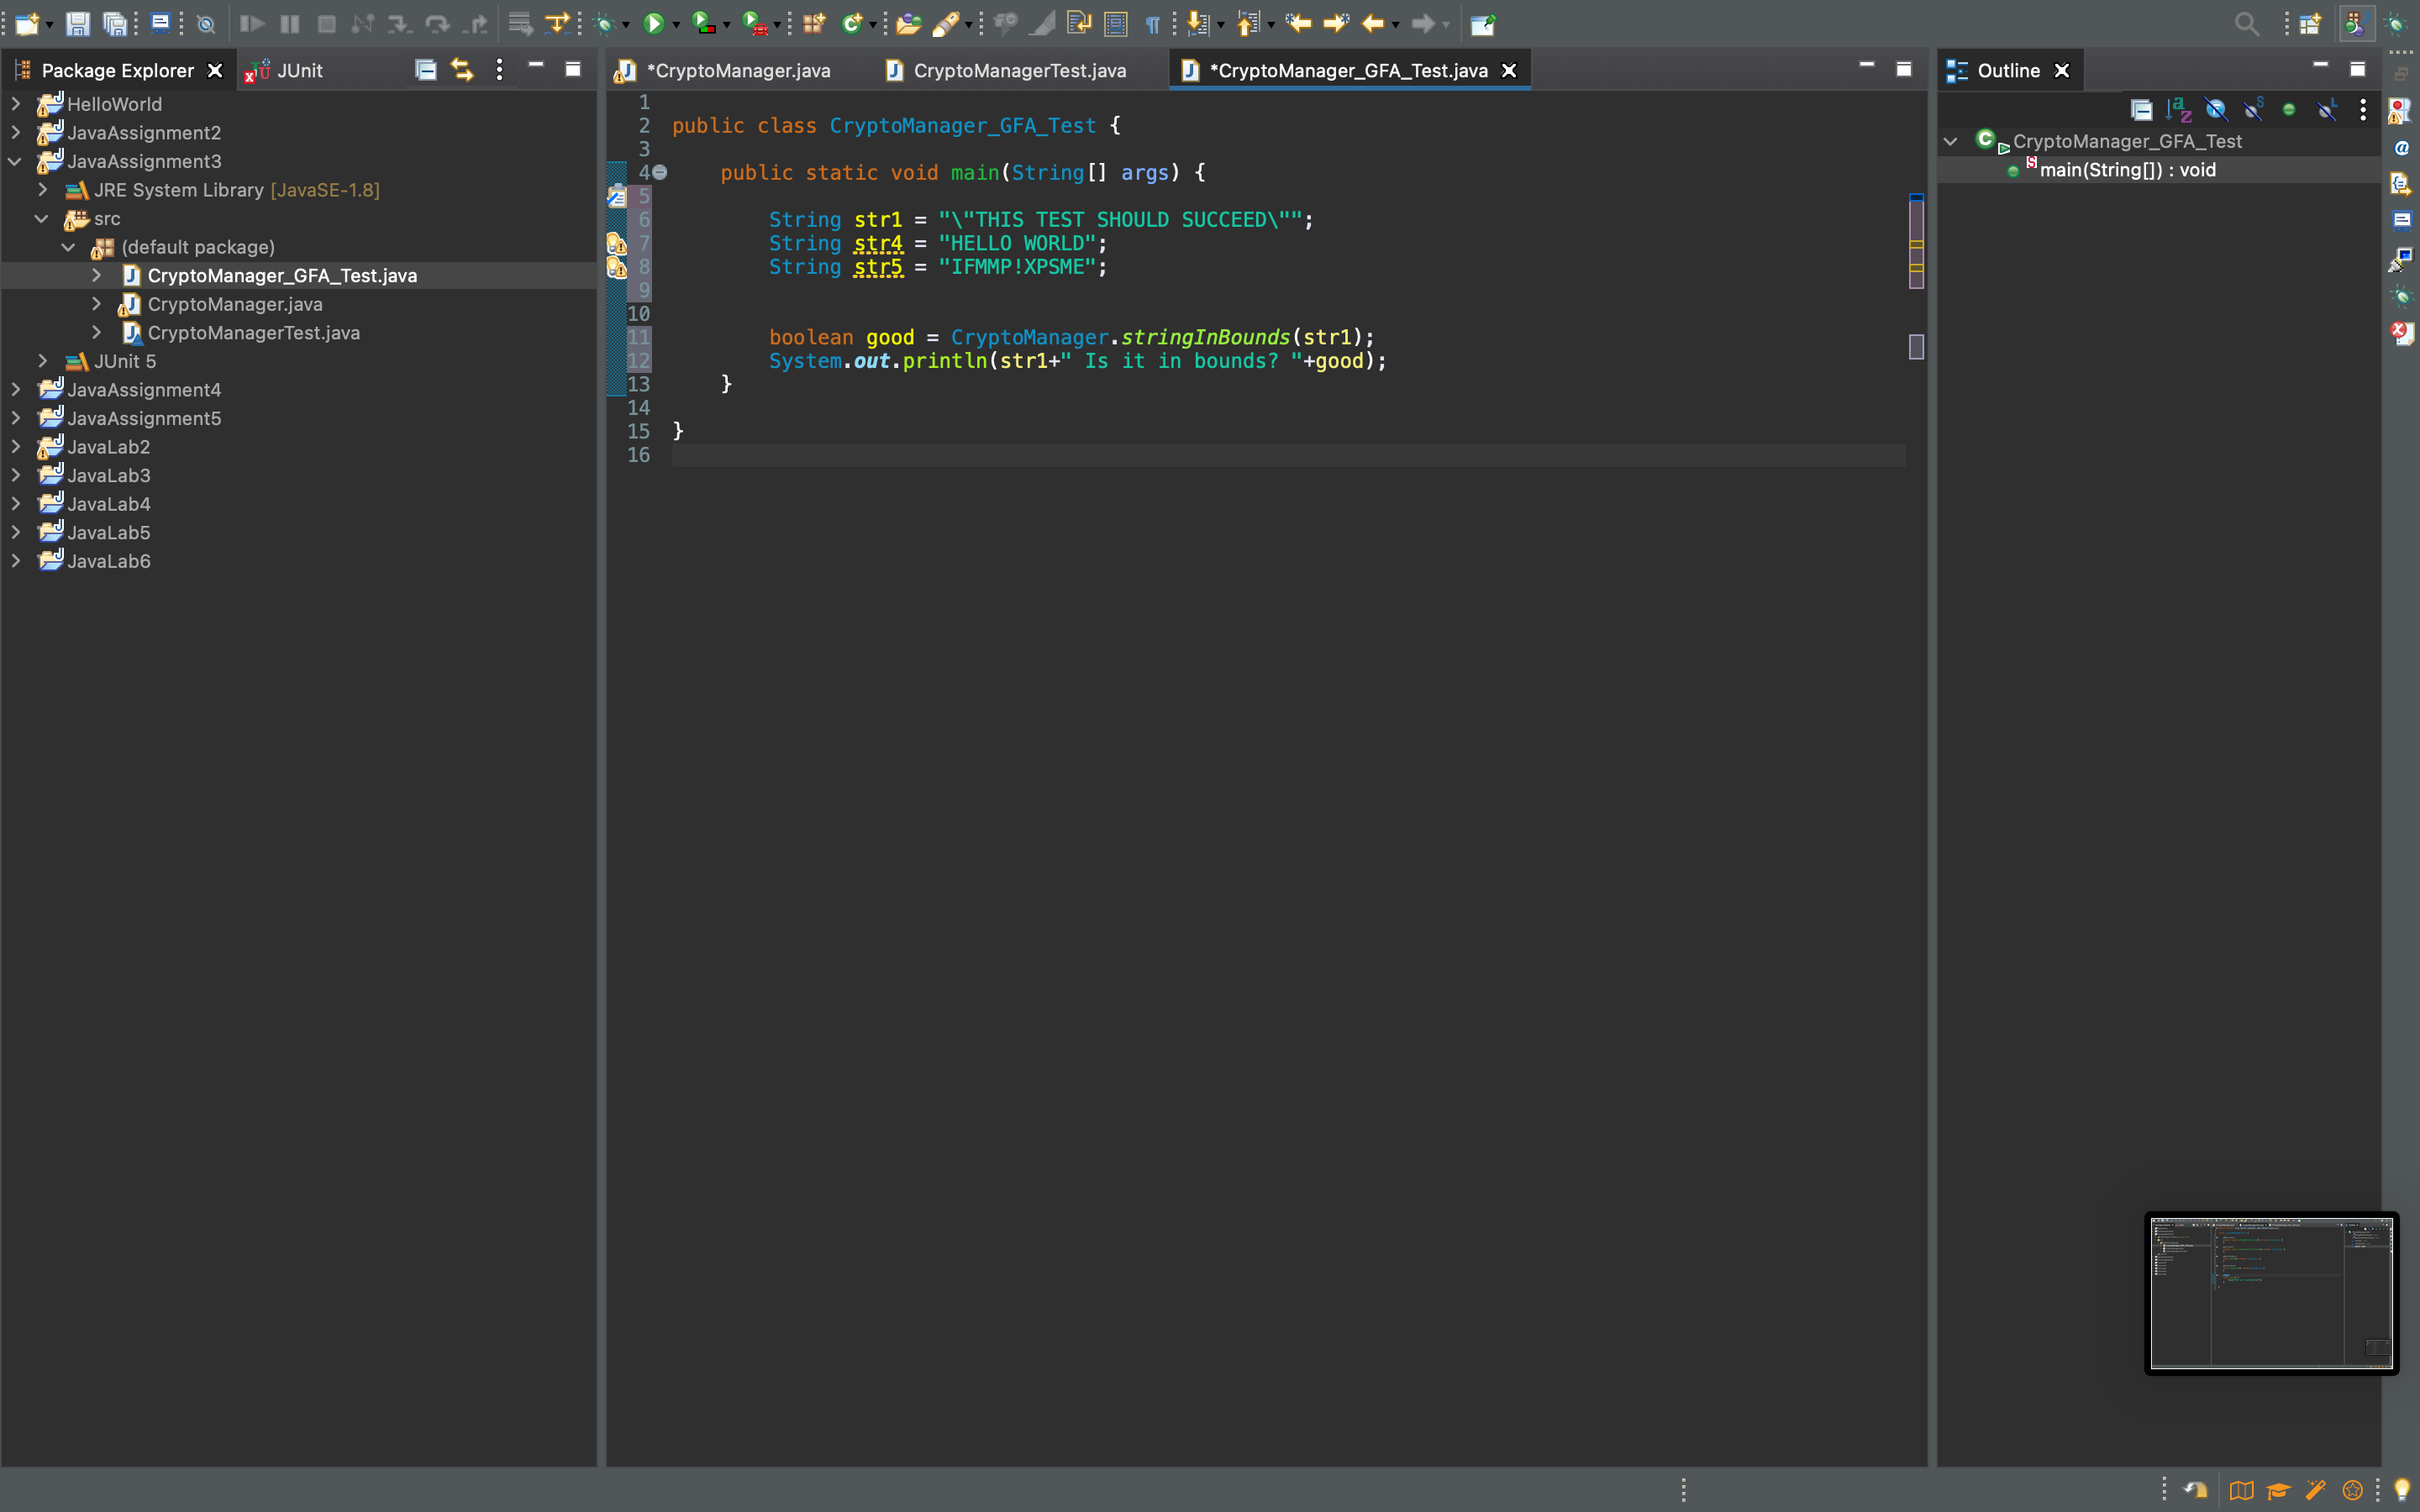 Package Explorer
JUnit
HelloWorld
JavaAssignment2
JavaAssignment3
JRE System Library [JavaSE-1.8]
src
(default package)
CryptoManager_GFA_Test.java
CryptoManager.java
CryptoManagerTest.java
JUnit 5
JavaAssignment4
JavaAssignment5
JavaLab2
JavaLab3
JavaLab4
JavaLab5
JavaLab6
*CryptoManager.java
CryptoManagerTest.java
*CryptoManager_GFA_Test.java
1
2 public class CryptoManager_GFA_Test {
3
4 public static void main(String[] args) {
5
6 String str1 = "\"THIS TEST SHOULD SUCCEED\"";
7 String str4 = "HELLO WORLD";
8 String str5 = "IFMMP!XPSME";
9
10
11 boolean good = CryptoManager.stringInBounds(str1);
12 System.out.println(str1+" Is it in bounds? "+good);
13 }
14
15 }
16
Outline
CryptoManager_GFA_Test
main(String[]) : void